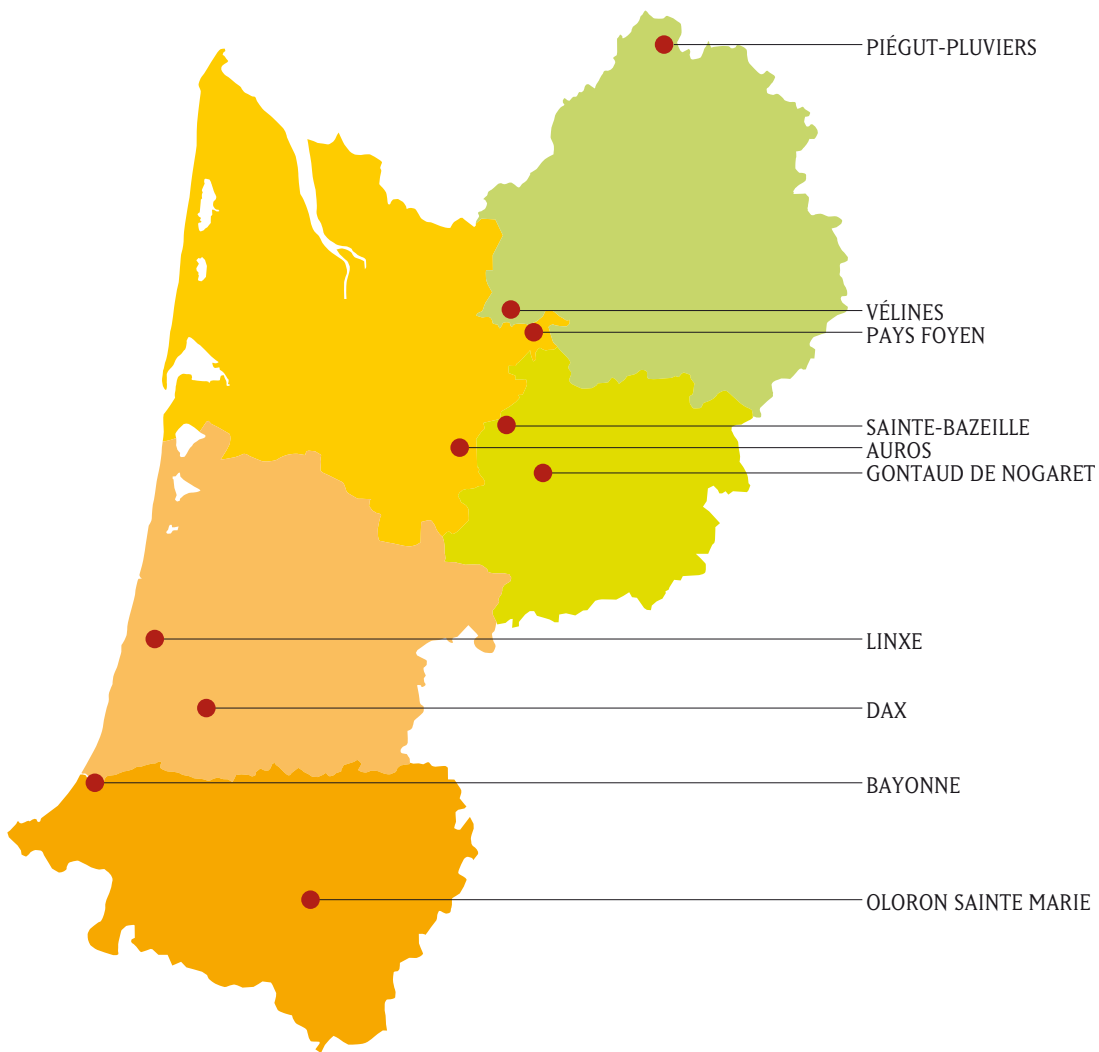 PIÉGUT-PLUVIERS
VÉLINES
PAYS FOYEN
SAINTE-BAZEILLE
AUROS
GONTAUD DE NOGARET
LINXE
DAX
BAYONNE
OLORON SAINTE MARIE